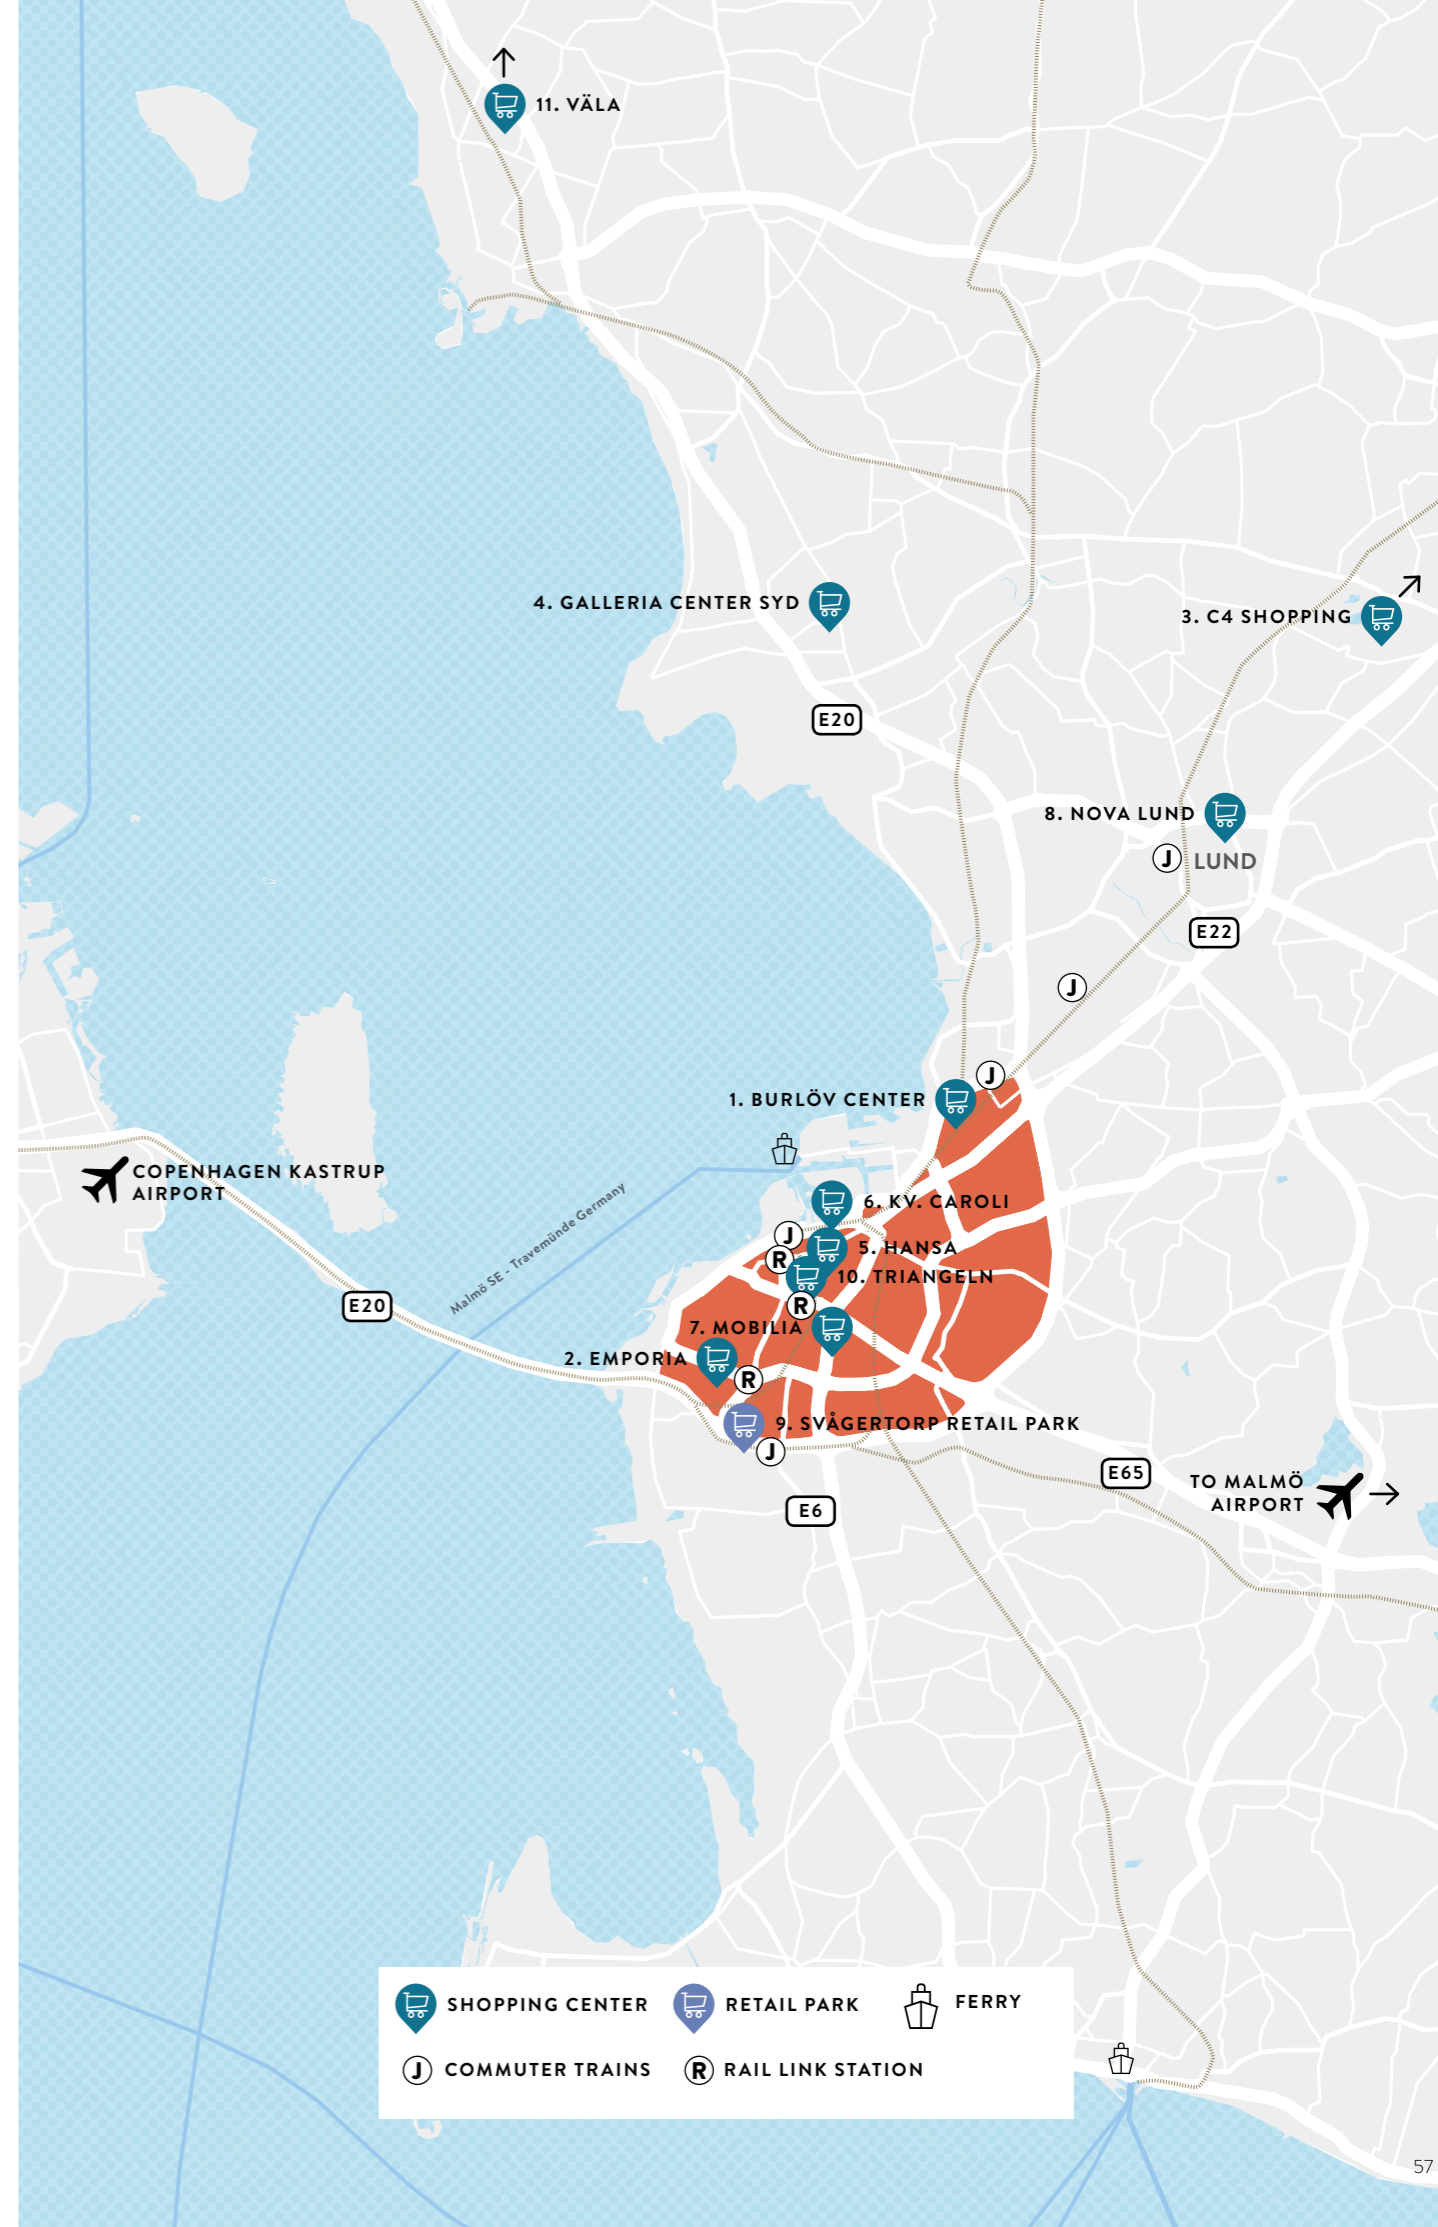 11. VÄLA
4. GALLERIA CENTER SYD
3. C4 SHOPPING
E20
8. NOVA LUND
J
LUND
E22
J
J
1. BURLÖV CENTER
COPENHAGEN KASTRUP
AIRPORT
Malmö SE - Travemünde Germany
6. KV. CAROLI
J
5. HANSA
R
10. TRIANGELN
E20
R
7. MOBILIA
2. EMPORIA
R
9. SVÅGERTORP RETAIL PARK
J
E65
TO MALMÖ
AIRPORT
E6
SHOPPING CENTER
RETAIL PARK
FERRY
J COMMUTER TRAINS
R RAIL LINK STATION
57